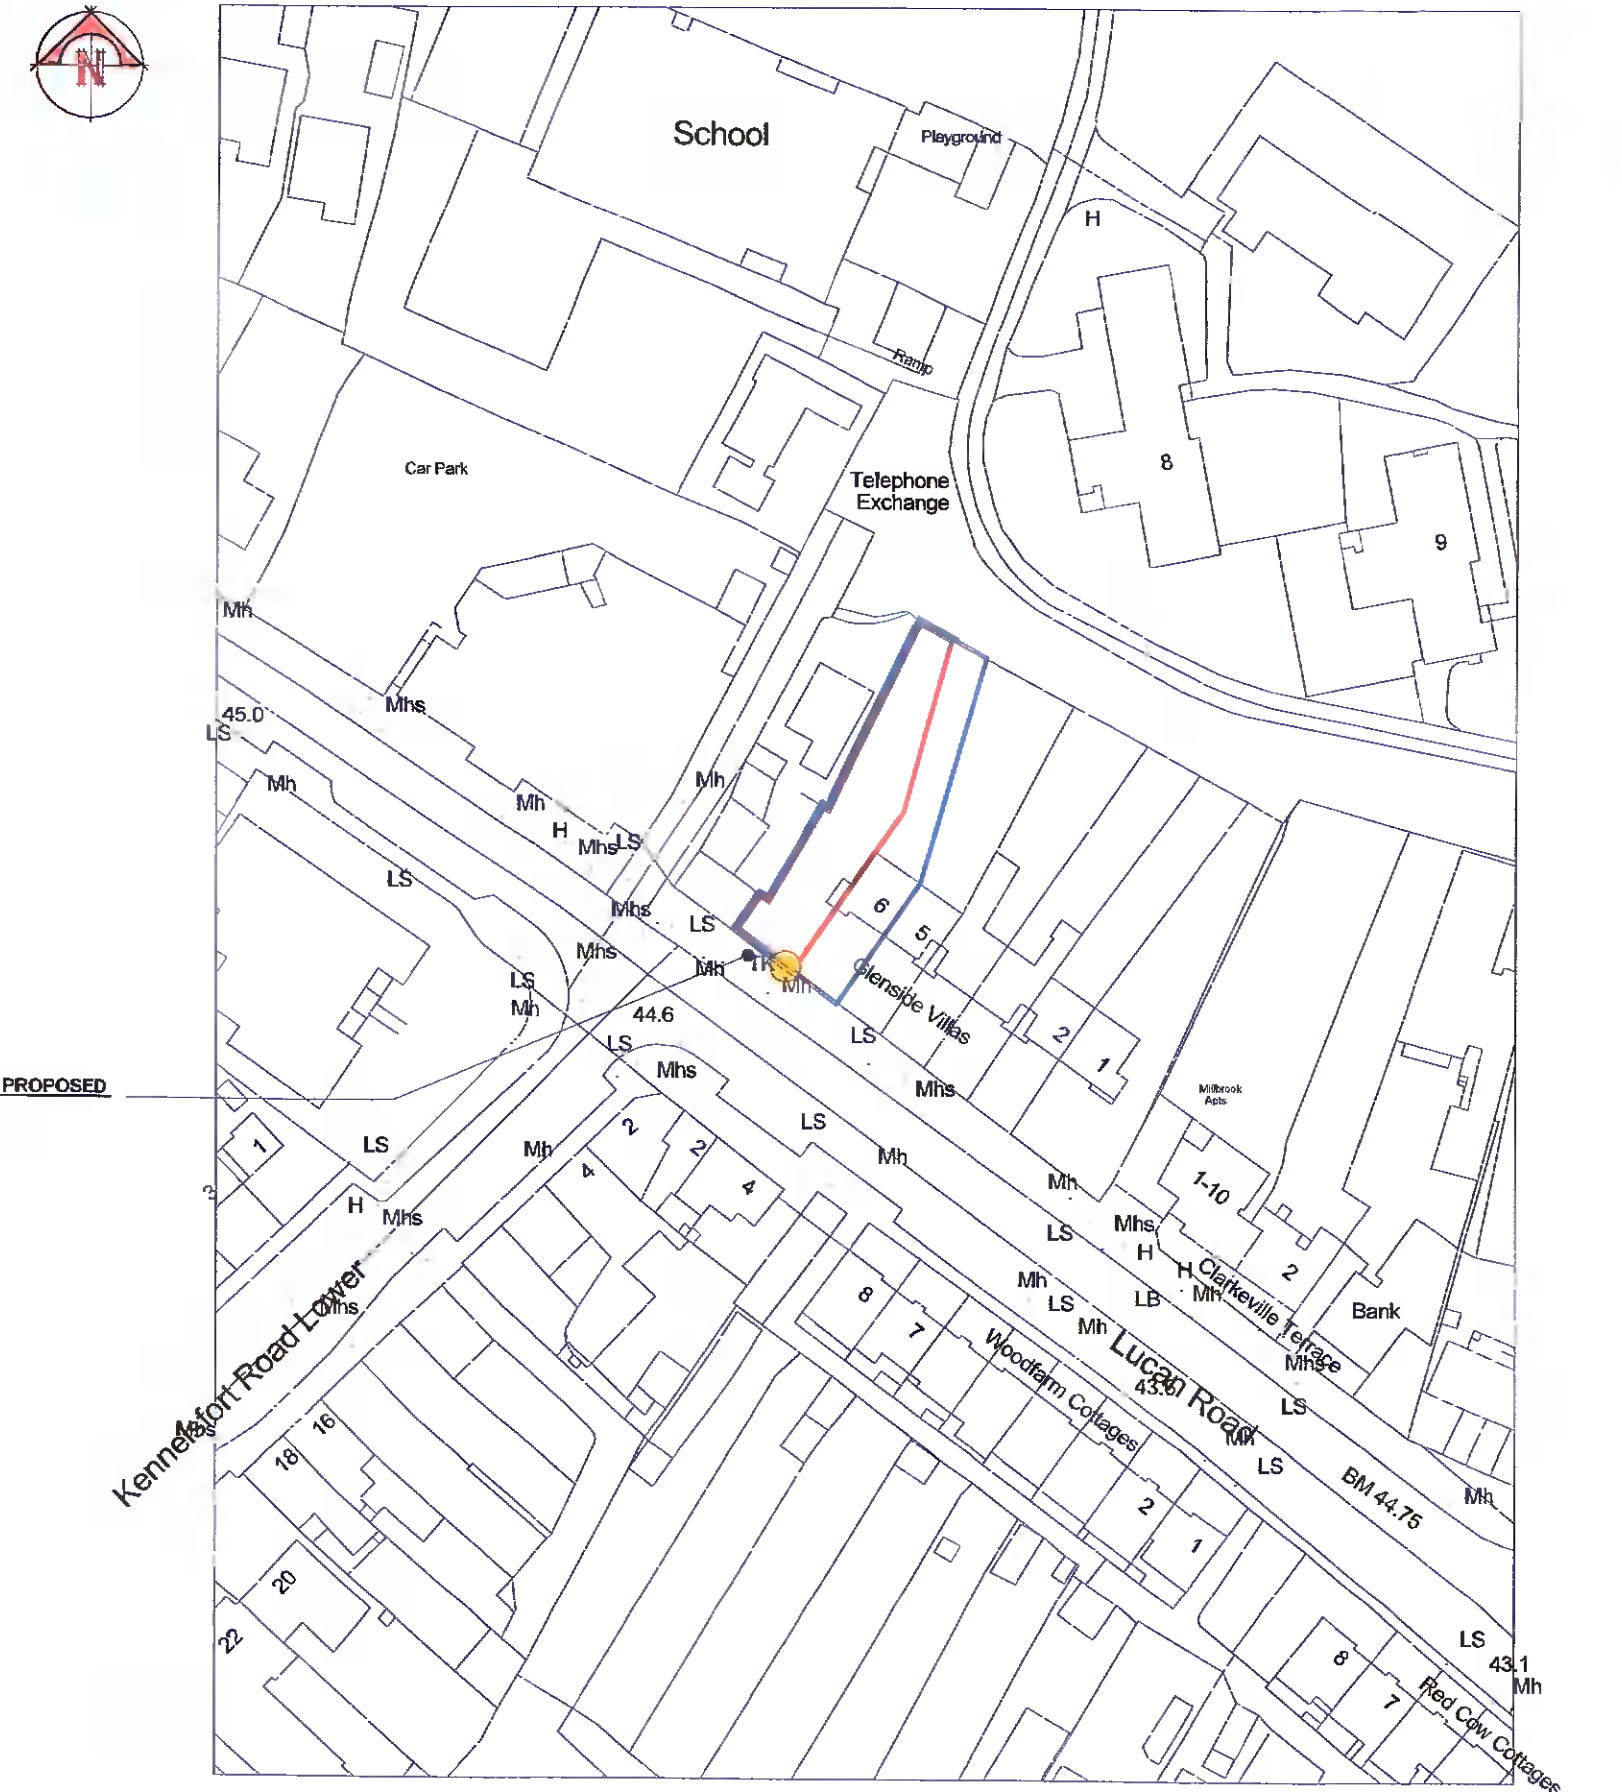 N
School
Playground
H
Ramp
Car Park
Telephone
Exchange
8
9
Mh
Mhs
45.0
LS
Mh
Mh
Mh
H
Mhs
LS
LS
Mhs
LS
6
5
Mhs
Mh
TK
Mh
Glenside Villas
LS
Mh
44.6
LS
LS
2
1
Mhs
Mhs
PROPOSED
Millbrook
Apts
LS
2
2
1
LS
Mh
Mh
4
4
3
H
Mhs
Mh
1-10
Mhs
LS
H
H
Clarkeville Terrace
2
Mh
Mh
LS
LB
Bank
Mhs
8
7
Mh
Woodfarm Cottages
Lucan Road
43.6
Mhs
LS
Kennelsfort Road Lower
16
18
Mh
LS
BM 44.75
Mh
2
1
20
22
LS
43.1
Mh
8
7
Red Cow Cottages